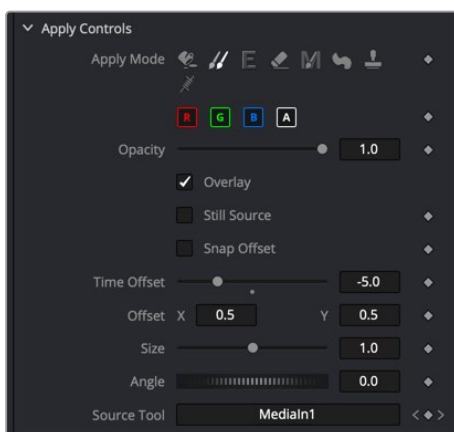 Apply Controls
Apply Mode
R G B A
Opacity 1.0
Overlay
Still Source
Snap Offset
Time Offset -5.0
Offset X 0.5 Y 0.5
Size 1.0
Angle 0.0
Source Tool MediaIn1